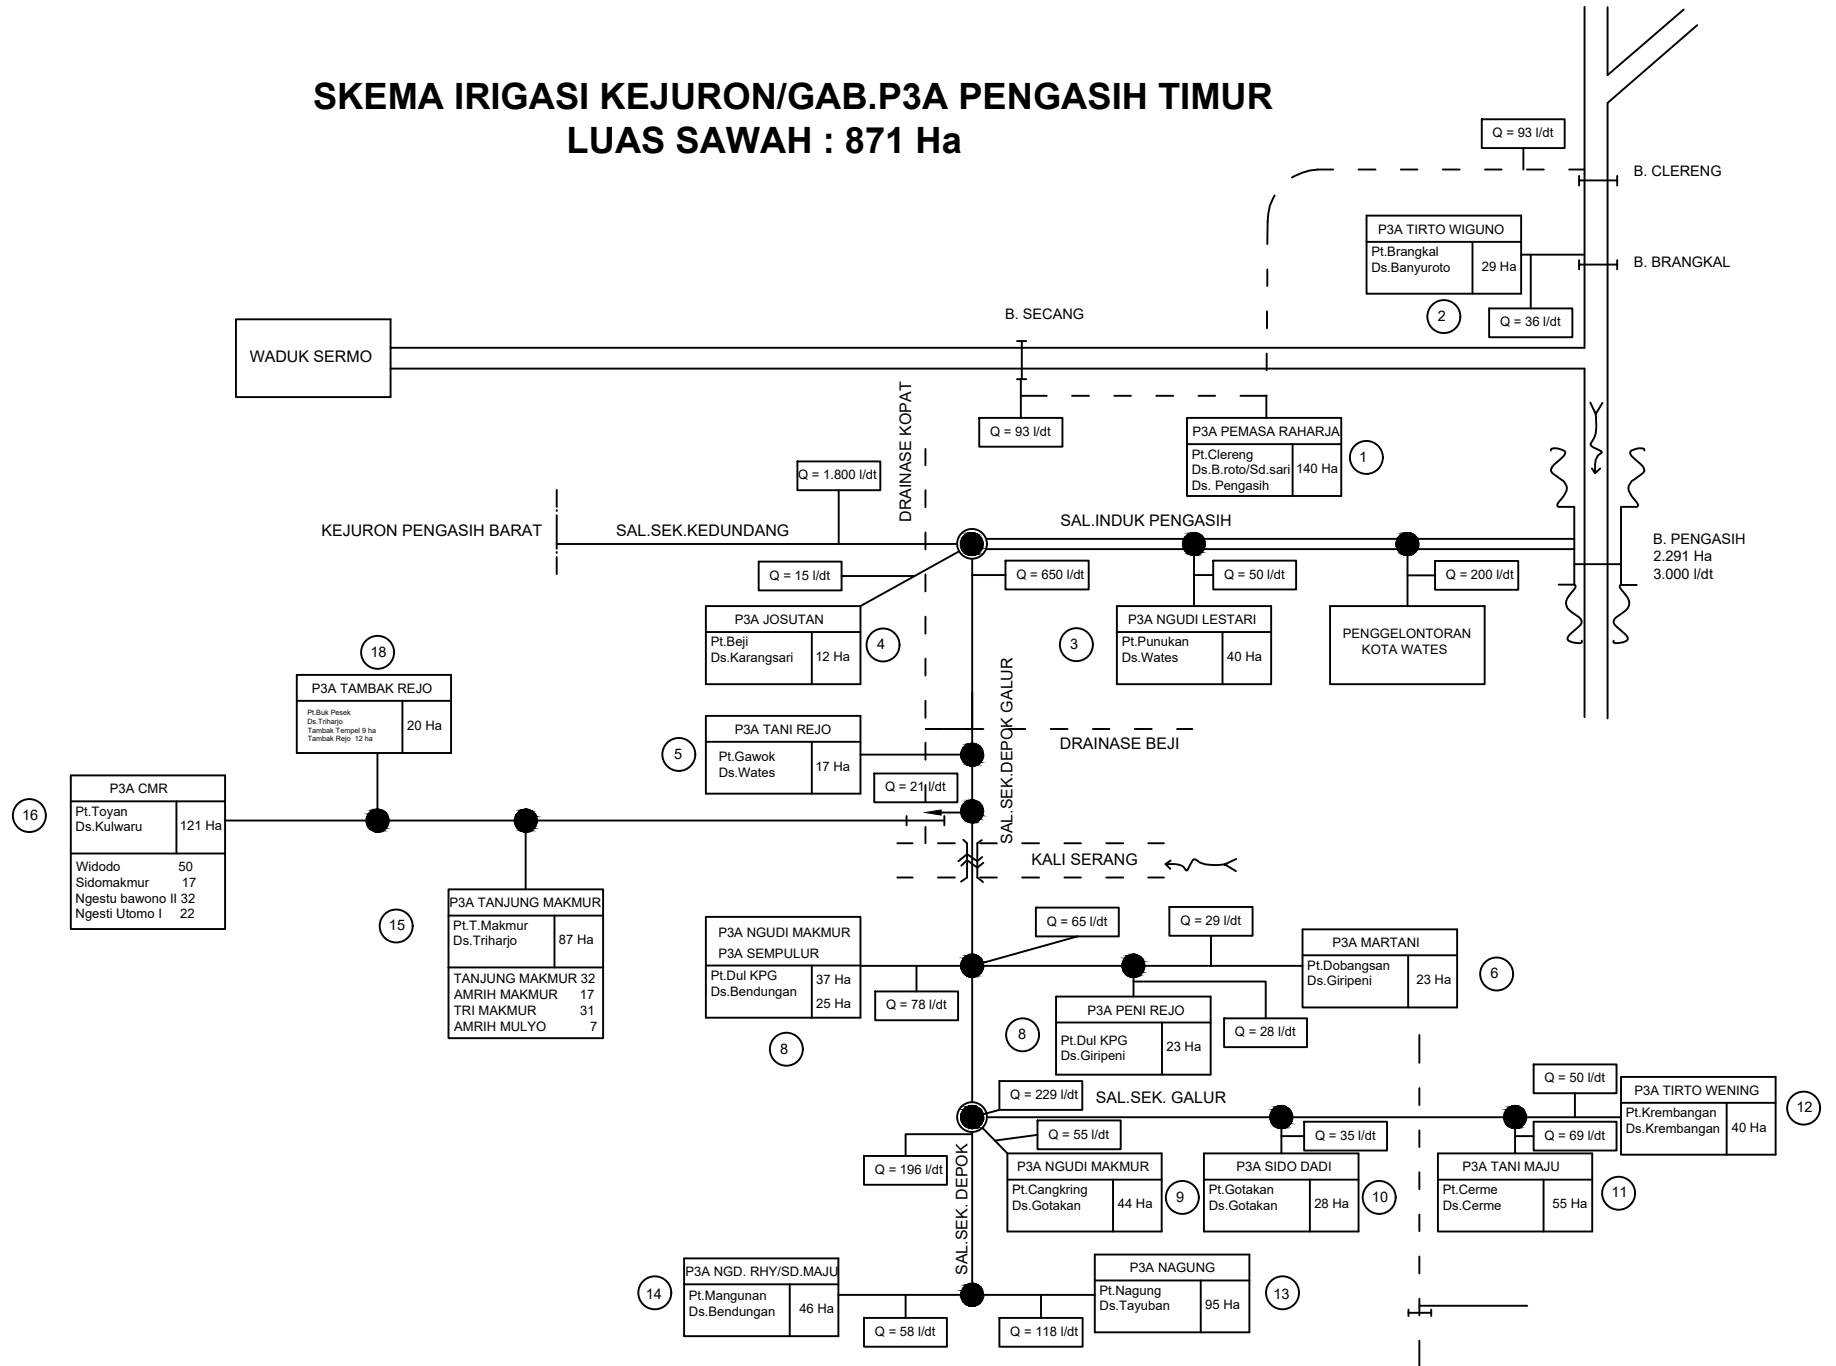 SKEMA IRIGASI KEJURON/GAB.P3A PENGASIH TIMUR
LUAS SAWAH : 871 Ha
Q = 93 l/dt
B. CLERENG
P3A TIRTO WIGUNO
Pt.Brangkal
Ds.Banyuroto
29 Ha
B. BRANGKAL
2
Q = 36 l/dt
B. SECANG
WADUK SERMO
DRAINASE KOPAT
Q = 93 l/dt
P3A PEMASA RAHARJA
Pt.Clereng
Ds.B.roto/Sd.sari
Ds. Pengasih
140 Ha
1
Q = 1.800 l/dt
KEJURON PENGASIH BARAT
SAL.SEK.KEDUNDANG
SAL.INDUK PENGASIH
B. PENGASIH
2.291 Ha
3.000 l/dt
Q = 15 l/dt
Q = 650 l/dt
Q = 50 l/dt
Q = 200 l/dt
P3A JOSUTAN
Pt.Beji
Ds.Karangsari
12 Ha
4
3
P3A NGUDI LESTARI
Pt.Punukan
Ds.Wates
40 Ha
PENGGELONTORAN
KOTA WATES
18
P3A TAMBAK REJO
Pt.Buk Pesek
Ds.Triharjo
Tambak Tempel 9 ha
Tambak Rejo 12 ha
20 Ha
SAL.SEK.DEPOK GALUR
5
P3A TANI REJO
Pt.Gawok
Ds.Wates
17 Ha
DRAINASE BEJI
Q = 21 l/dt
16
P3A CMR
Pt.Toyan
Ds.Kulwaru
121 Ha
Widodo 50
Sidomakmur 17
Ngestu bawono II 32
Ngesti Utomo I 22
KALI SERANG
15
P3A TANJUNG MAKMUR
Pt.T.Makmur
Ds.Triharjo
87 Ha
TANJUNG MAKMUR 32
AMRIH MAKMUR 17
TRI MAKMUR 31
AMRIH MULYO 7
P3A NGUDI MAKMUR
P3A SEMPULUR
Pt.Dul KPG
Ds.Bendungan
37 Ha
25 Ha
8
Q = 65 l/dt
Q = 29 l/dt
Q = 78 l/dt
P3A MARTANI
Pt.Dobangsan
Ds.Giripeni
23 Ha
6
8
P3A PENI REJO
Pt.Dul KPG
Ds.Giripeni
23 Ha
Q = 28 l/dt
Q = 229 l/dt
SAL.SEK. GALUR
Q = 50 l/dt
P3A TIRTO WENING
Pt.Krembangan
Ds.Krembangan
40 Ha
12
Q = 55 l/dt
Q = 35 l/dt
Q = 69 l/dt
Q = 196 l/dt
SAL.SEK. DEPOK
P3A NGUDI MAKMUR
Pt.Cangkring
Ds.Gotakan
44 Ha
9
P3A SIDO DADI
Pt.Gotakan
Ds.Gotakan
28 Ha
10
P3A TANI MAJU
Pt.Cerme
Ds.Cerme
55 Ha
11
14
P3A NGD. RHY/SD.MAJU
Pt.Mangunan
Ds.Bendungan
46 Ha
P3A NAGUNG
Pt.Nagung
Ds.Tayuban
95 Ha
13
Q = 58 l/dt
Q = 118 l/dt